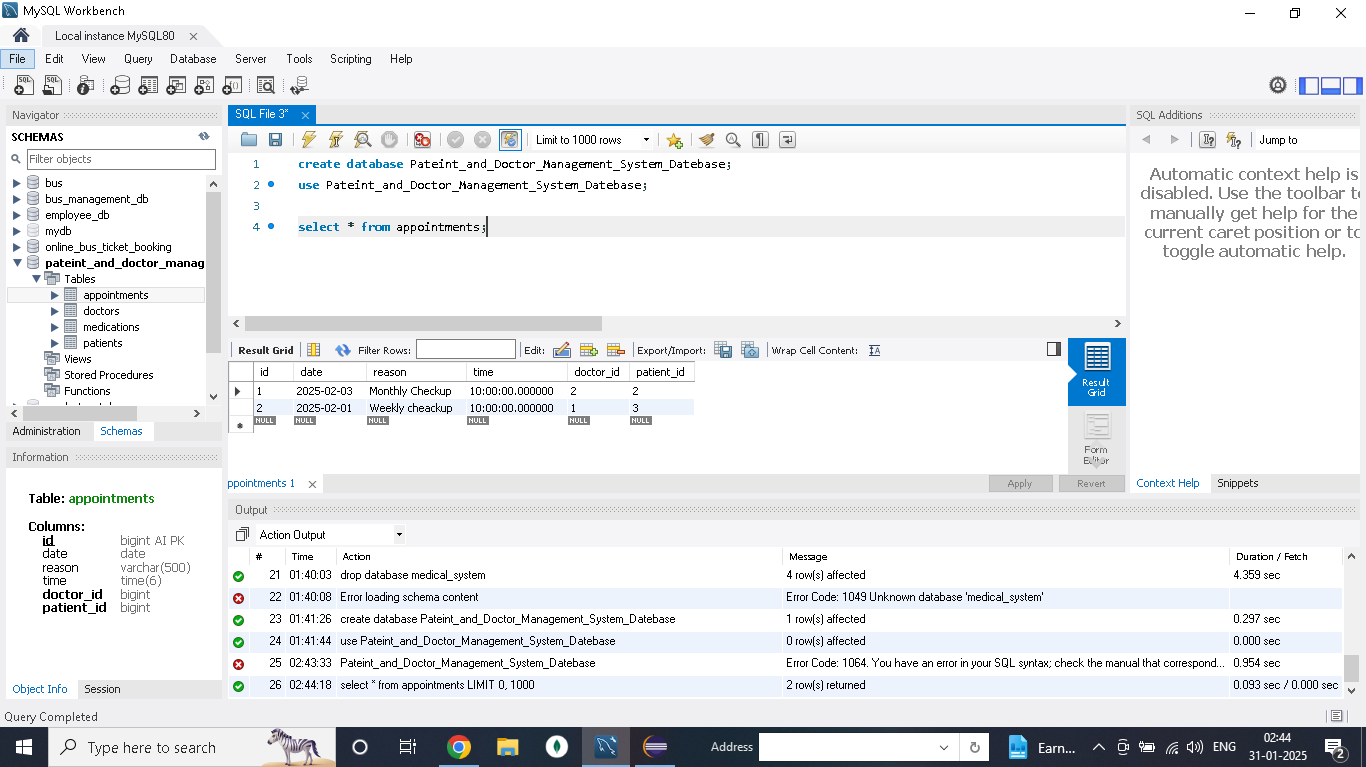 MySQL Workbench
Local instance MySQL80
File Edit View Query Database Server Tools Scripting Help
Navigator
SCHEMAS
Filter objects
bus
bus_management_db
employee_db
mydb
online_bus_ticket_booking
pateint_and_doctor_manag
Tables
appointments
doctors
medications
patients
Views
Stored Procedures
Functions
Administration Schemas
Information
Table: appointments
Columns:
id bigint AI PK
date date
reason varchar(500)
time time(6)
doctor_id bigint
patient_id bigint
Object Info Session
Query Completed
SQL File 3*
Limit to 1000 rows
1 create database Pateint_and_Doctor_Management_System_Datebase;
2 use Pateint_and_Doctor_Management_System_Datebase;
3
4 select * from appointments;
Result Grid Filter Rows: Edit: Export/Import: Wrap Cell Content:
id date reason time doctor_id patient_id
1 2025-02-03 Monthly Checkup 10:00:00.000000 2 2
2 2025-02-01 Weekly cheackup 10:00:00.000000 1 3
NULL NULL NULL NULL NULL NULL
Result Grid
Form Editor
ppointments 1
Apply Revert
Output
Action Output
# Time Action Message Duration / Fetch
21 01:40:03 drop database medical_system 4 row(s) affected 4.359 sec
22 01:40:08 Error loading schema content Error Code: 1049 Unknown database 'medical_system'
23 01:41:26 create database Pateint_and_Doctor_Management_System_Datebase 1 row(s) affected 0.297 sec
24 01:41:44 use Pateint_and_Doctor_Management_System_Datebase 0 row(s) affected 0.000 sec
25 02:43:33 Pateint_and_Doctor_Management_System_Datebase Error Code: 1064. You have an error in your SQL syntax; check the manual that correspond... 0.954 sec
26 02:44:18 select * from appointments LIMIT 0, 1000 2 row(s) returned 0.093 sec / 0.000 sec
SQL Additions
Jump to
Automatic context help is
disabled. Use the toolbar to
manually get help for the
current caret position or to
toggle automatic help.
Context Help Snippets
Type here to search
Address
Earn...
ENG
02:44
31-01-2025
2